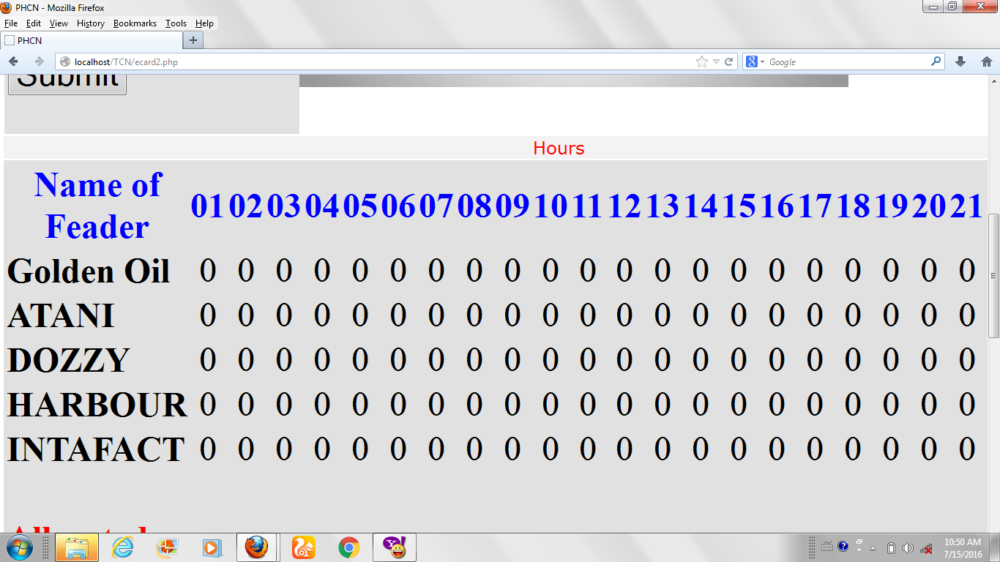 PHCN - Mozilla Firefox
File Edit View History Bookmarks Tools Help
PHCN
localhost/TCN/ecard2.php
Google
Submit
Hours
Name of
Feader
01 02 03 04 05 06 07 08 09 10 11 12 13 14 15 16 17 18 19 20 21
Golden Oil 0 0 0 0 0 0 0 0 0 0 0 0 0 0 0 0 0 0 0 0 0
ATANI 0 0 0 0 0 0 0 0 0 0 0 0 0 0 0 0 0 0 0 0 0
DOZZY 0 0 0 0 0 0 0 0 0 0 0 0 0 0 0 0 0 0 0 0 0
HARBOUR 0 0 0 0 0 0 0 0 0 0 0 0 0 0 0 0 0 0 0 0 0
INTAFACT 0 0 0 0 0 0 0 0 0 0 0 0 0 0 0 0 0 0 0 0 0
10:50 AM
7/15/2016